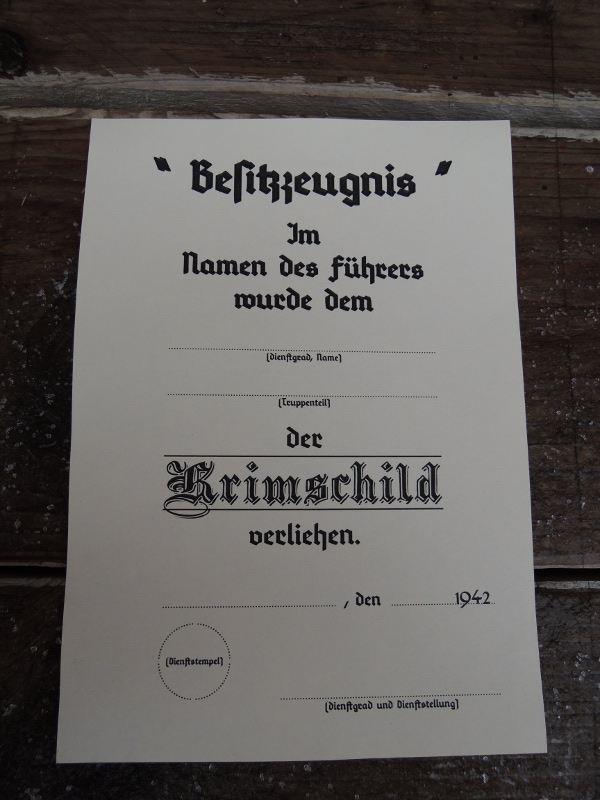 " Besitzzeugnis "
Im
Namen des Führers
wurde dem
(Dienstgrad, Name)
(Truppenteil)
der
Krimschild
verliehen.
, den 1942
(Dienststempel)
(Dienstgrad und Dienststellung)